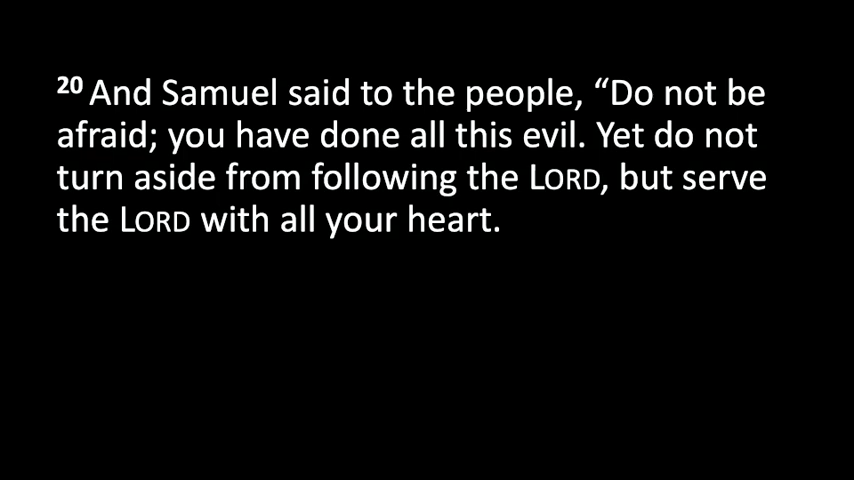 20 And Samuel said to the people, “Do not be
afraid; you have done all this evil. Yet do not
turn aside from following the LORD, but serve
the LORD with all your heart.